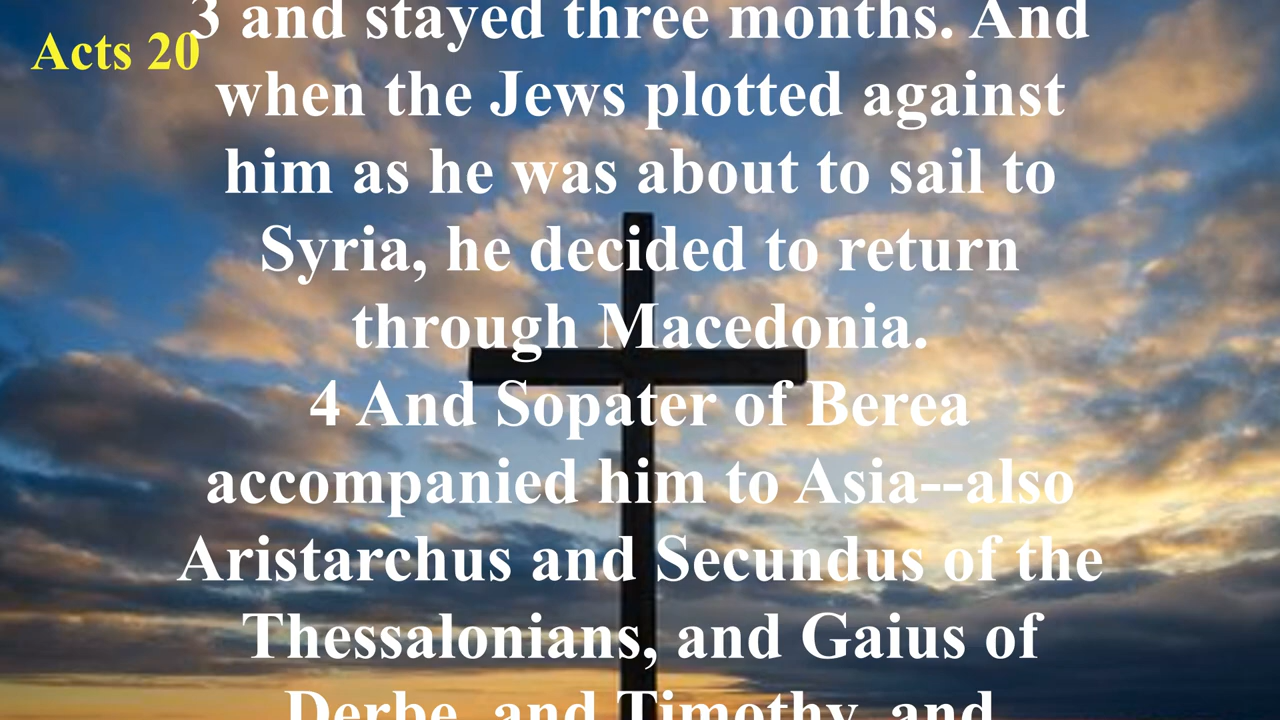 Acts 20
3 and stayed three months. And
when the Jews plotted against
him as he was about to sail to
Syria, he decided to return
through Macedonia.
4 And Sopater of Berea
accompanied him to Asia--also
Aristarchus and Secundus of the
Thessalonians, and Gaius of
Derbe, and Timothy, and